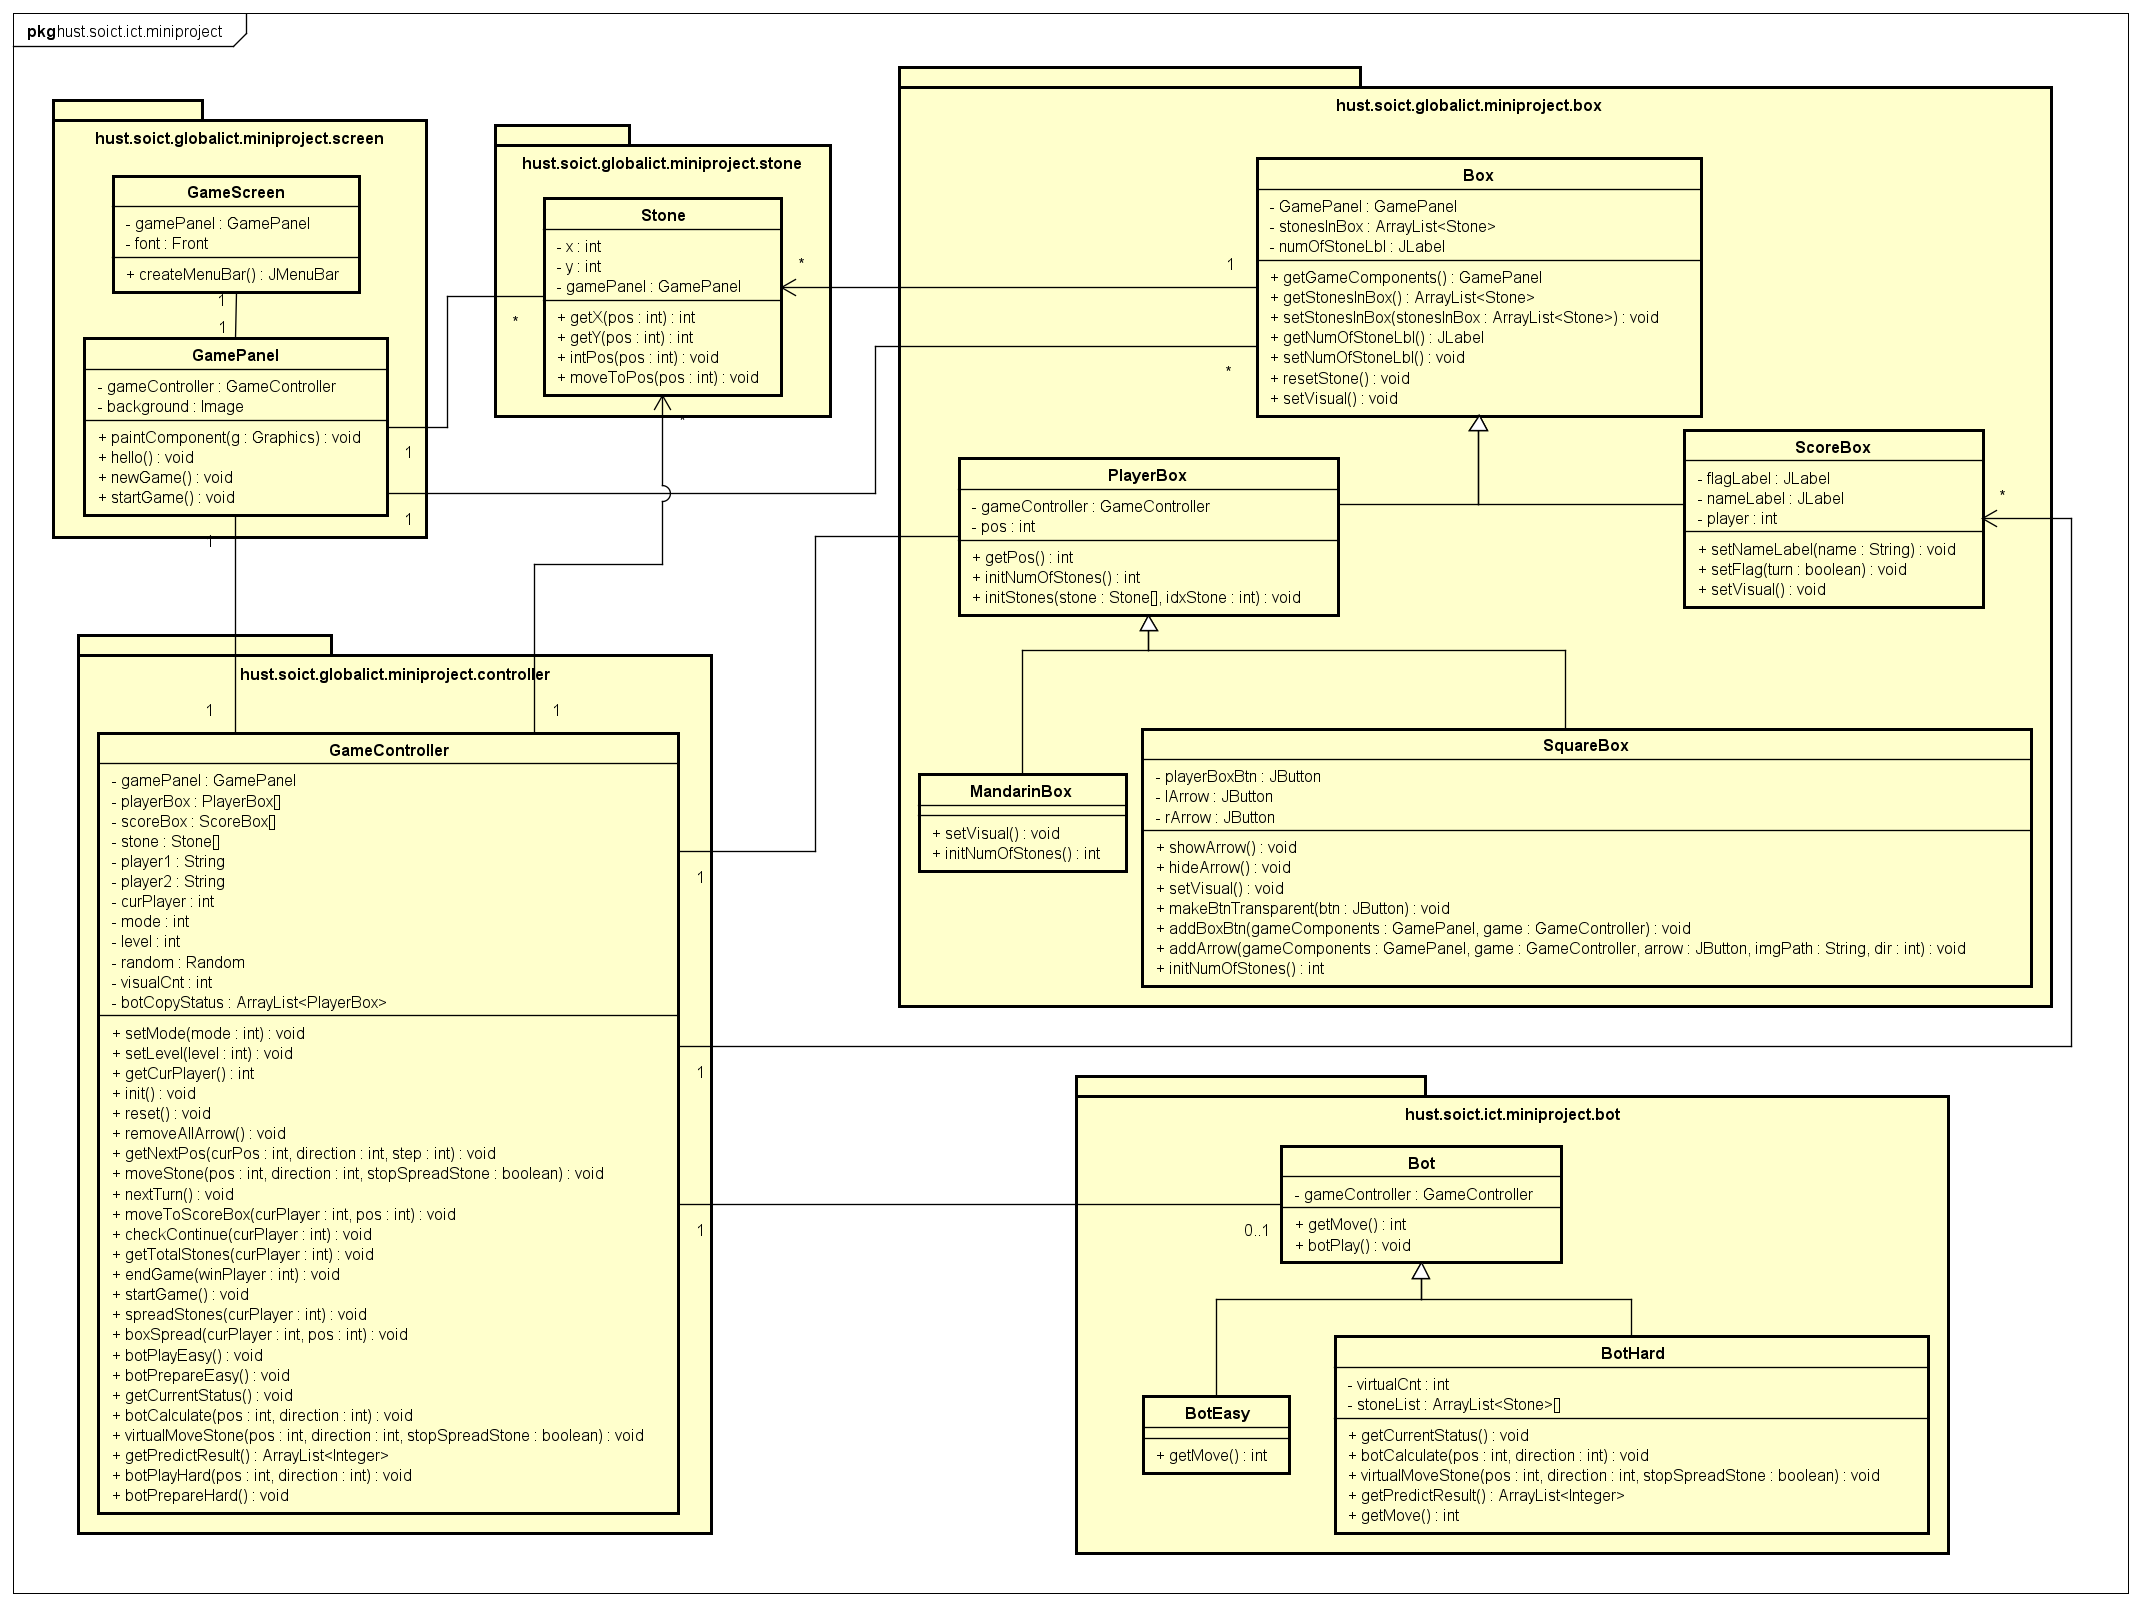 pkghust.soict.ict.miniproject
hust.soict.globalict.miniproject.screen
GameScreen
- gamePanel : GamePanel
- font : Front
+ createMenuBar() : JMenuBar
1
1
GamePanel
- gameController : GameController
- background : Image
+ paintComponent(g : Graphics) : void
+ hello() : void
+ newGame() : void
+ startGame() : void
1
1
1
hust.soict.globalict.miniproject.stone
Stone
- x : int
- y : int
- gamePanel : GamePanel
+ getX(pos : int) : int
+ getY(pos : int) : int
+ intPos(pos : int) : void
+ moveToPos(pos : int) : void
*
*
*
hust.soict.globalict.miniproject.box
Box
- GamePanel : GamePanel
- stonesInBox : ArrayList<Stone>
- numOfStoneLbl : JLabel
+ getGameComponents() : GamePanel
+ getStonesInBox() : ArrayList<Stone>
+ setStonesInBox(stonesInBox : ArrayList<Stone>) : void
+ getNumOfStoneLbl() : JLabel
+ setNumOfStoneLbl() : void
+ resetStone() : void
+ setVisual() : void
1
*
PlayerBox
- gameController : GameController
- pos : int
+ getPos() : int
+ initNumOfStones() : int
+ initStones(stone : Stone[], idxStone : int) : void
ScoreBox
- flagLabel : JLabel
- nameLabel : JLabel
- player : int
+ setNameLabel(name : String) : void
+ setFlag(turn : boolean) : void
+ setVisual() : void
*
MandarinBox
+ setVisual() : void
+ initNumOfStones() : int
SquareBox
- playerBoxBtn : JButton
- lArrow : JButton
- rArrow : JButton
+ showArrow() : void
+ hideArrow() : void
+ setVisual() : void
+ makeBtnTransparent(btn : JButton) : void
+ addBoxBtn(gameComponents : GamePanel, game : GameController) : void
+ addArrow(gameComponents : GamePanel, game : GameController, arrow : JButton, imgPath : String, dir : int) : void
+ initNumOfStones() : int
hust.soict.globalict.miniproject.controller
1
1
GameController
- gamePanel : GamePanel
- playerBox : PlayerBox[]
- scoreBox : ScoreBox[]
- stone : Stone[]
- player1 : String
- player2 : String
- curPlayer : int
- mode : int
- level : int
- random : Random
- visualCnt : int
- botCopyStatus : ArrayList<PlayerBox>
+ setMode(mode : int) : void
+ setLevel(level : int) : void
+ getCurPlayer() : int
+ init() : void
+ reset() : void
+ removeAllArrow() : void
+ getNextPos(curPos : int, direction : int, step : int) : void
+ moveStone(pos : int, direction : int, stopSpreadStone : boolean) : void
+ nextTurn() : void
+ moveToScoreBox(curPlayer : int, pos : int) : void
+ checkContinue(curPlayer : int) : void
+ getTotalStones(curPlayer : int) : void
+ endGame(winPlayer : int) : void
+ startGame() : void
+ spreadStones(curPlayer : int) : void
+ boxSpread(curPlayer : int, pos : int) : void
+ botPlayEasy() : void
+ botPrepareEasy() : void
+ getCurrentStatus() : void
+ botCalculate(pos : int, direction : int) : void
+ virtualMoveStone(pos : int, direction : int, stopSpreadStone : boolean) : void
+ getPredictResult() : ArrayList<Integer>
+ botPlayHard(pos : int, direction : int) : void
+ botPrepareHard() : void
1
1
1
hust.soict.ict.miniproject.bot
Bot
- gameController : GameController
+ getMove() : int
+ botPlay() : void
0..1
BotEasy
+ getMove() : int
BotHard
- virtualCnt : int
- stoneList : ArrayList<Stone>[]
+ getCurrentStatus() : void
+ botCalculate(pos : int, direction : int) : void
+ virtualMoveStone(pos : int, direction : int, stopSpreadStone : boolean) : void
+ getPredictResult() : ArrayList<Integer>
+ getMove() : int